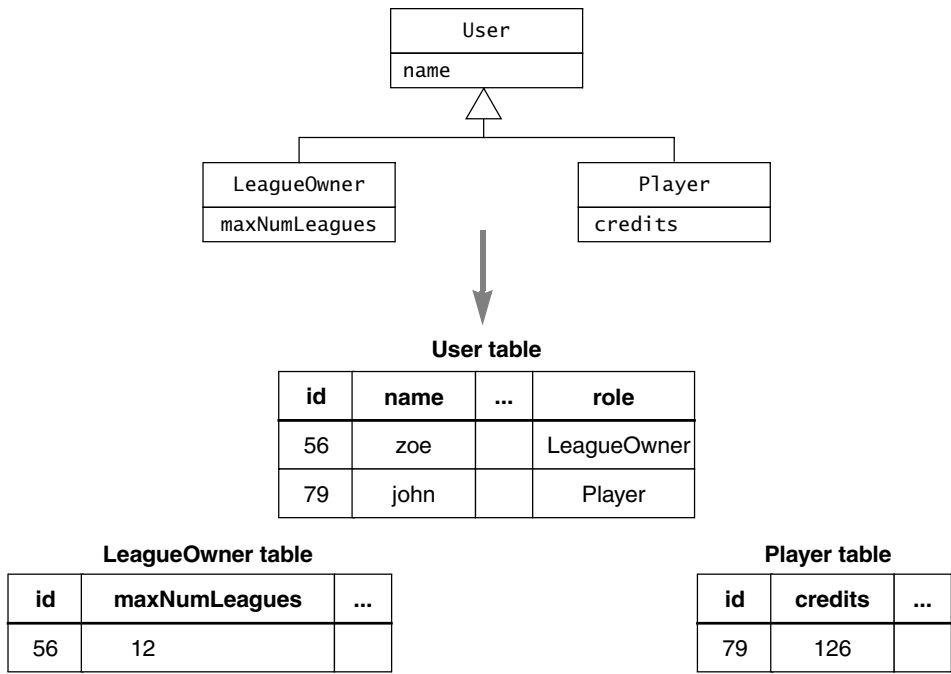 User
name
LeagueOwner
maxNumLeagues
Player
credits
User table
id name ... role
56 zoe LeagueOwner
79 john Player
LeagueOwner table
id maxNumLeagues ...
56 12
Player table
id credits ...
79 126